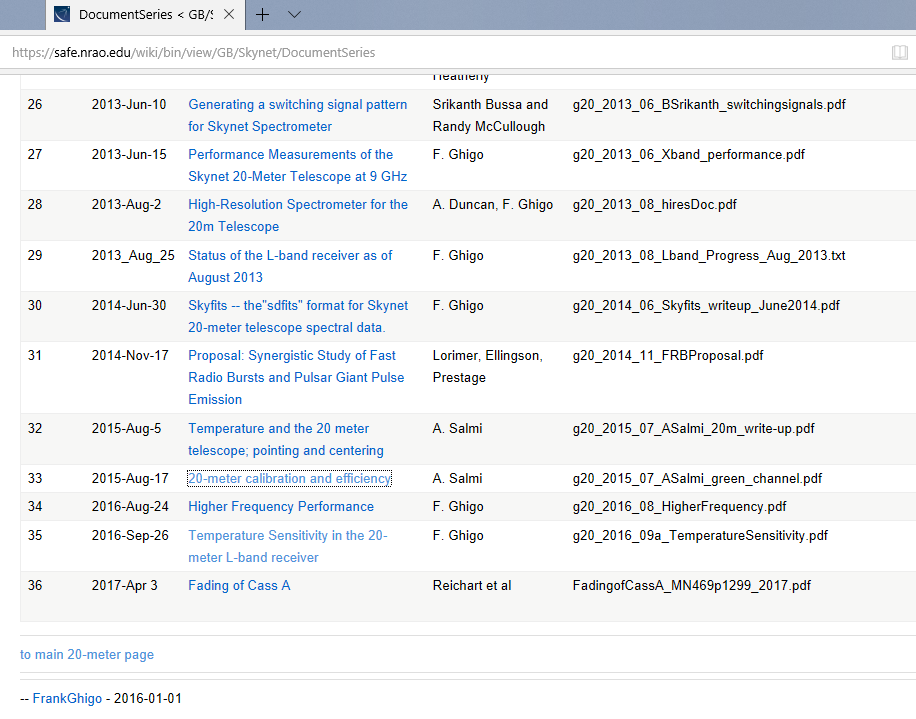 DocumentSeries < GB/S
https://safe.nrao.edu/wiki/bin/view/GB/Skynet/DocumentSeries
Heatherly
26 2013-Jun-10 Generating a switching signal pattern Srikanth Bussa and g20_2013_06_BSrikanth_switchingsignals.pdf
for Skynet Spectrometer Randy McCullough
27 2013-Jun-15 Performance Measurements of the F. Ghigo g20_2013_06_Xband_performance.pdf
Skynet 20-Meter Telescope at 9 GHz
28 2013-Aug-2 High-Resolution Spectrometer for the A. Duncan, F. Ghigo g20_2013_08_hiresDoc.pdf
20m Telescope
29 2013_Aug_25 Status of the L-band receiver as of F. Ghigo g20_2013_08_Lband_Progress_Aug_2013.txt
August 2013
30 2014-Jun-30 Skyfits -- the"sdfits" format for Skynet F. Ghigo g20_2014_06_Skyfits_writeup_June2014.pdf
20-meter telescope spectral data.
31 2014-Nov-17 Proposal: Synergistic Study of Fast Lorimer, Ellingson, g20_2014_11_FRBProposal.pdf
Radio Bursts and Pulsar Giant Pulse Prestage
Emission
32 2015-Aug-5 Temperature and the 20 meter A. Salmi g20_2015_07_ASalmi_20m_write-up.pdf
telescope; pointing and centering
33 2015-Aug-17 20-meter calibration and efficiency A. Salmi g20_2015_07_ASalmi_green_channel.pdf
34 2016-Aug-24 Higher Frequency Performance F. Ghigo g20_2016_08_HigherFrequency.pdf
35 2016-Sep-26 Temperature Sensitivity in the 20- F. Ghigo g20_2016_09a_TemperatureSensitivity.pdf
meter L-band receiver
36 2017-Apr 3 Fading of Cass A Reichart et al FadingofCassA_MN469p1299_2017.pdf
to main 20-meter page
-- FrankGhigo - 2016-01-01